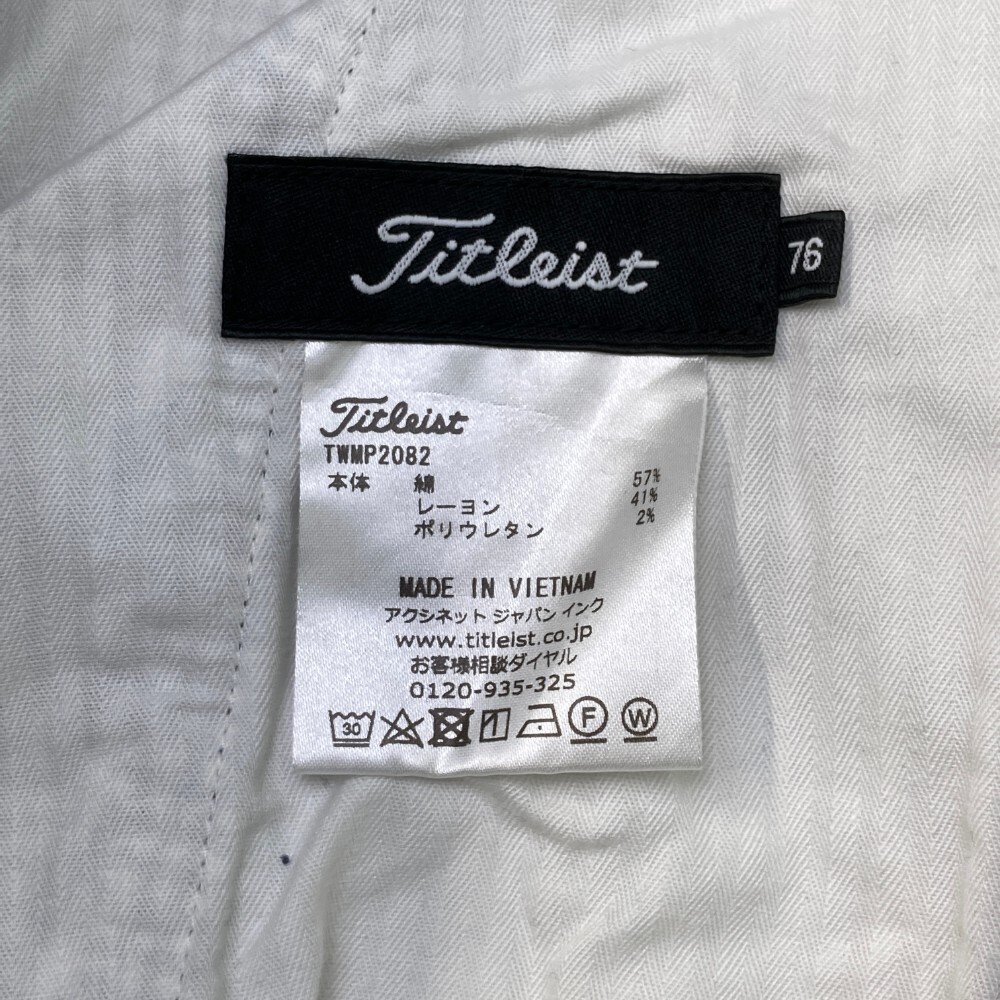 Titleist
76
Titleist
TWMP2082
本体 綿 57%
レーヨン 41%
ポリウレタン 2%
MADE IN VIETNAM
アクシネット ジャパン インク
www.titleist.co.jp
お客様相談ダイヤル
0120-935-325
30 F W